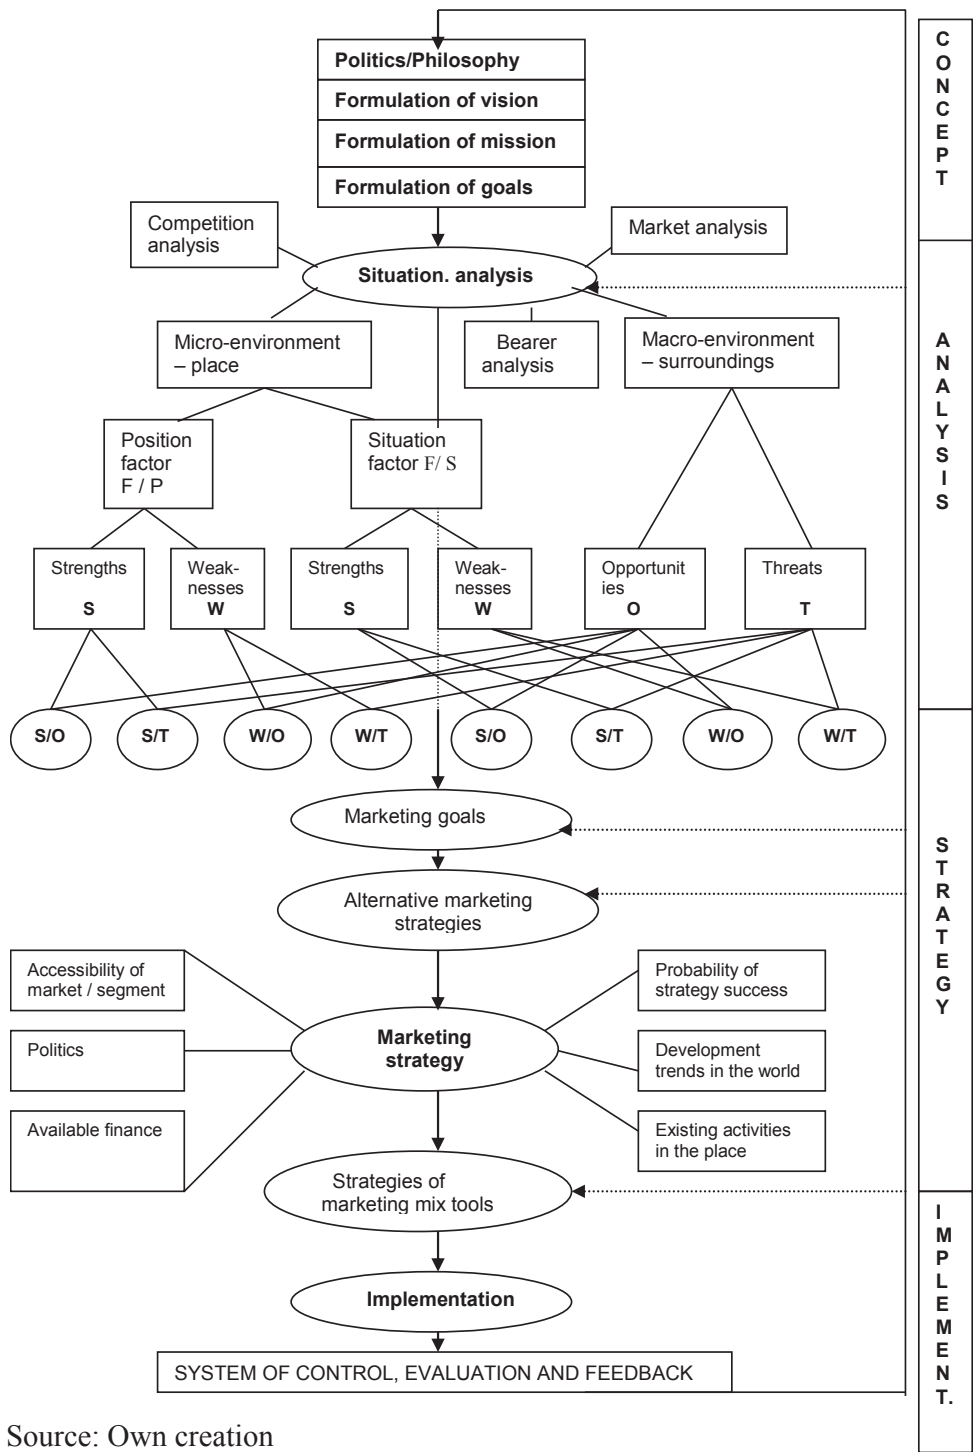 Politics/Philosophy
Formulation of vision
Formulation of mission
Formulation of goals
Competition
analysis
Market analysis
Situation. analysis
Micro-environment
– place
Bearer
analysis
Macro-environment
– surroundings
Position
factor
F / P
Situation
factor F/ S
Strengths
S
Weak-
nesses
W
Strengths
S
Weak-
nesses
W
Opportunit
ies
O
Threats
T
S/O
S/T
W/O
W/T
S/O
S/T
W/O
W/T
Marketing goals
Alternative marketing
strategies
Accessibility of
market / segment
Politics
Available finance
Marketing
strategy
Probability of
strategy success
Development
trends in the world
Existing activities
in the place
Strategies of
marketing mix tools
Implementation
SYSTEM OF CONTROL, EVALUATION AND FEEDBACK
CONCEPT
ANALYSIS
STRATEGY
IMPLEMENT.
Source: Own creation